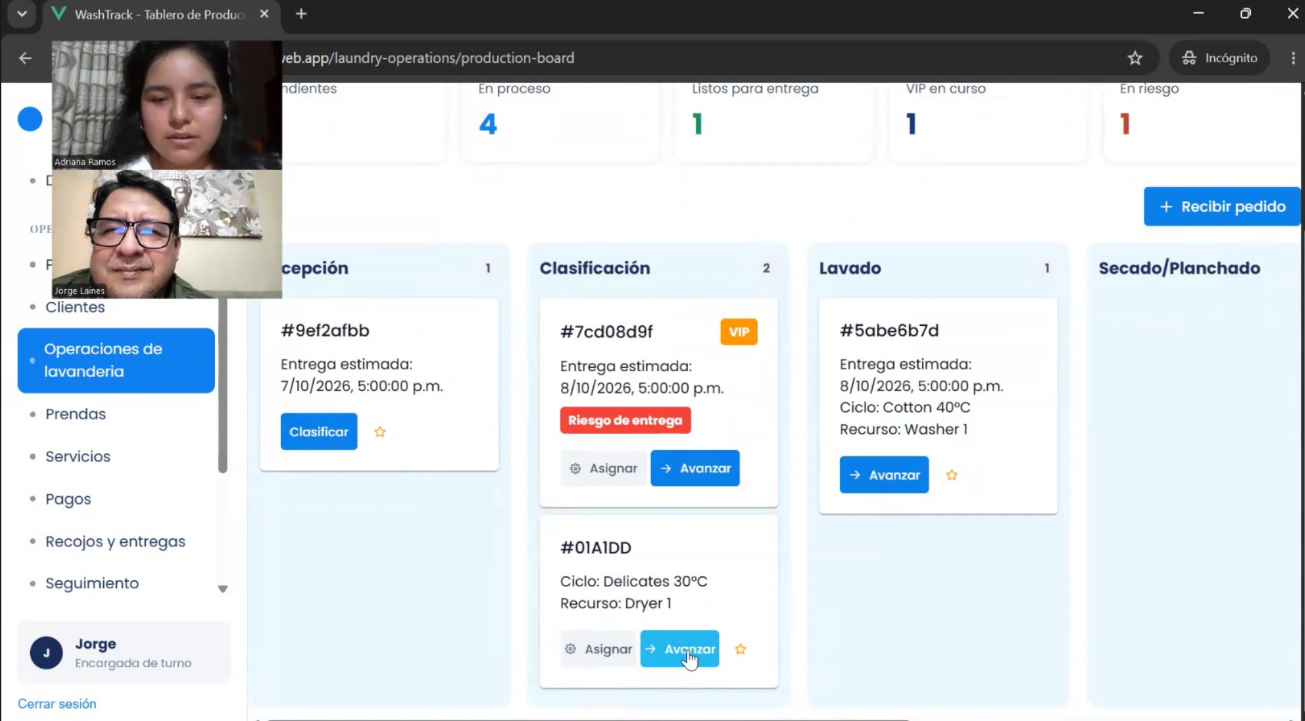 WashTrack - Tablero de Produc
web.app/laundry-operations/production-board
Incógnito
Adriana Ramos
Jorge Laines
Clientes
Operaciones de
lavanderia
Prendas
Servicios
Pagos
Recojos y entregas
Seguimiento
J
Jorge
Encargada de turno
Cerrar sesión
ndientes
En proceso
4
Listos para entrega
1
VIP en curso
1
En riesgo
1
+ Recibir pedido
cepción
1
#9ef2afbb
Entrega estimada:
7/10/2026, 5:00:00 p.m.
Clasificar
Clasificación
2
#7cd08d9f
VIP
Entrega estimada:
8/10/2026, 5:00:00 p.m.
Riesgo de entrega
Asignar
Avanzar
#01A1DD
Ciclo: Delicates 30°C
Recurso: Dryer 1
Asignar
Avanzar
Lavado
1
#5abe6b7d
Entrega estimada:
8/10/2026, 5:00:00 p.m.
Ciclo: Cotton 40°C
Recurso: Washer 1
Avanzar
Secado/Planchado